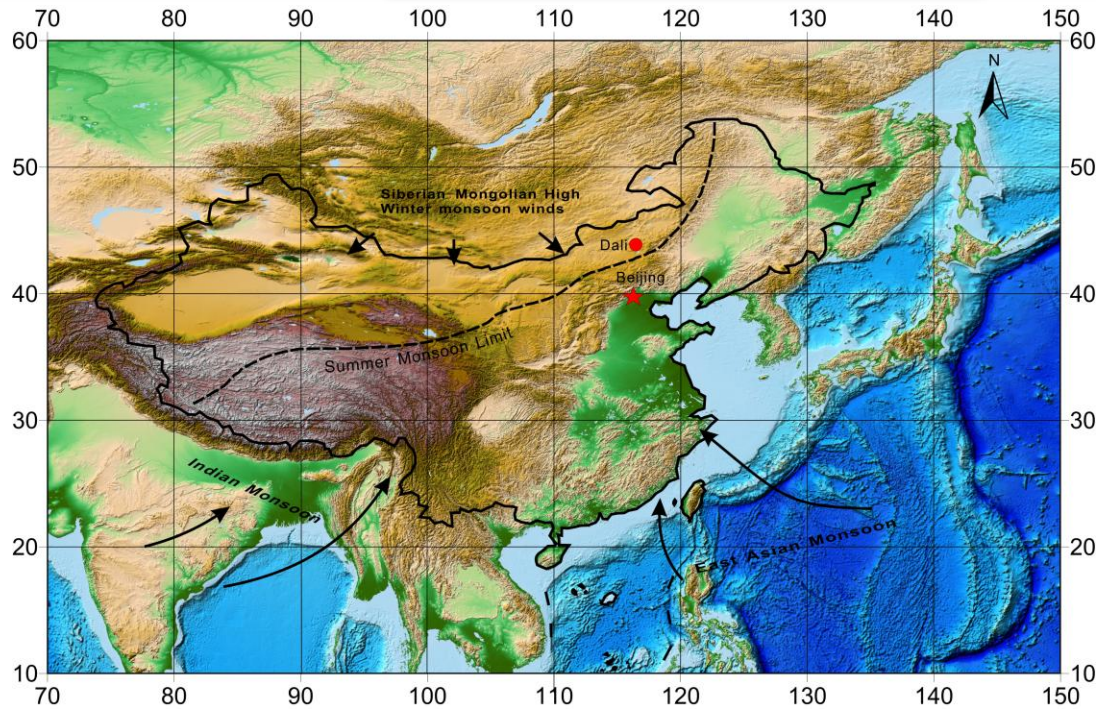 70 80 90 100 110 120 130 140 150
60 60
N
50 50
Siberian Mongolian High
Winter monsoon winds
Dali
Beijing
40 40
Summer Monsoon Limit
30 30
Indian Monsoon
East Asian Monsoon
20 20
10 10
70 80 90 100 110 120 130 140 150